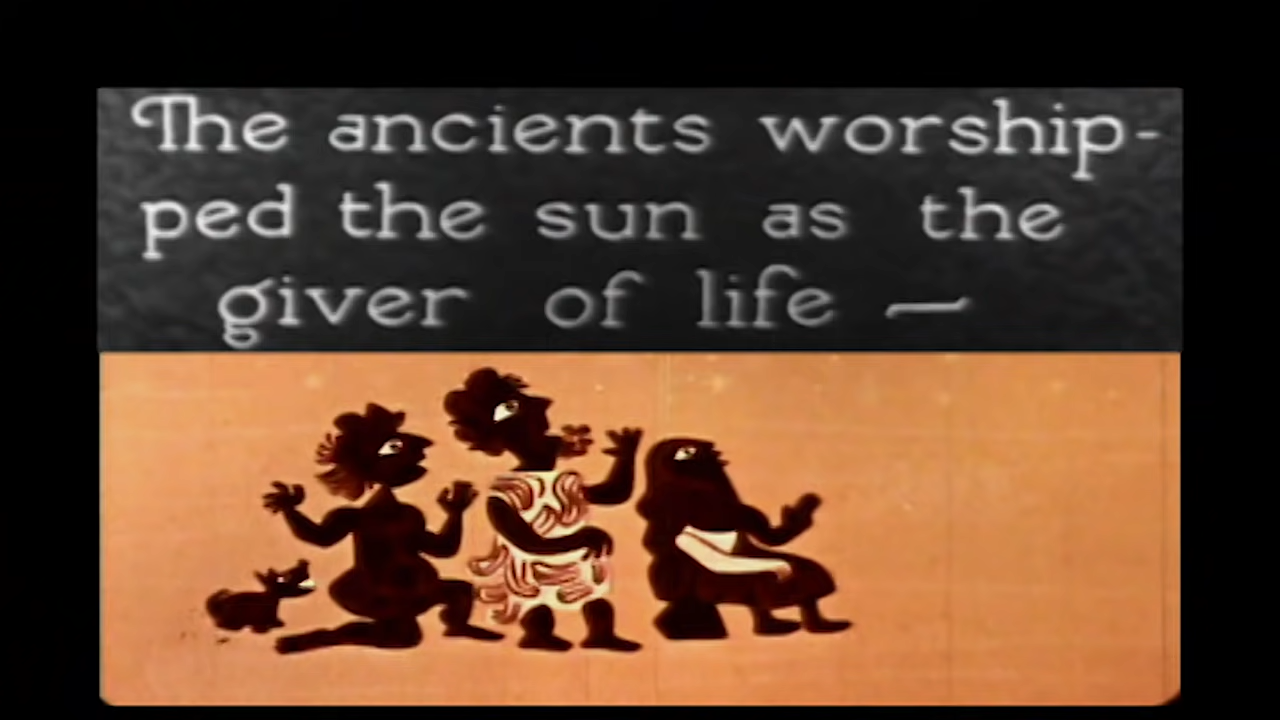 The ancients worship-
ped the sun as the
giver of life —